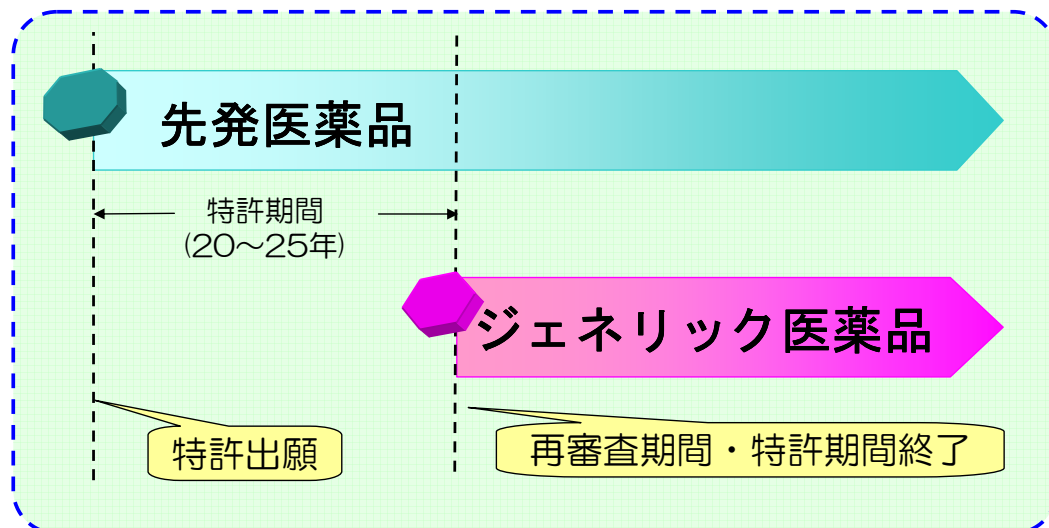 先発医薬品
特許期間
(20～25年)
ジェネリック医薬品
特許出願
再審査期間・特許期間終了